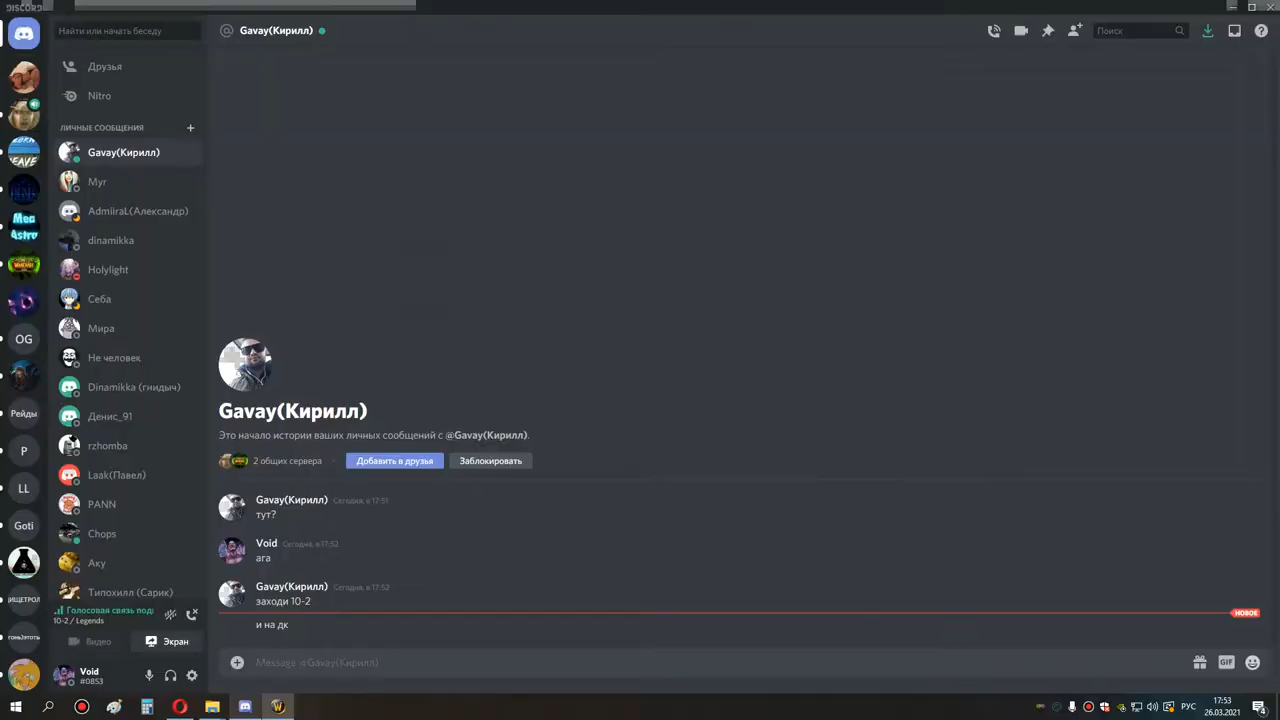 DISCORD
Найти или начать беседу
Gavay(Кирилл)
Поиск
Друзья
Nitro
ЛИЧНЫЕ СООБЩЕНИЯ
Gavay(Кирилл)
Myr
AdmiiraL(Александр)
dinamikka
Holylight
Себа
Мира
Не человек
Dinamikka (гнидыч)
Денис_91
rzhomba
Laak(Павел)
PANN
Chops
Аку
Типохилл (Сарик)
OG
Рейды
P
LL
Goti
ИЩЕТРОЛ
Голосовая связь под
10-2 / Legends
Видео
Экран
Void
#0853
Gavay(Кирилл)
Это начало истории ваших личных сообщений с @Gavay(Кирилл).
2 общих сервера
Добавить в друзья
Заблокировать
Gavay(Кирилл) Сегодня, в 17:51
тут?
Void Сегодня, в 17:52
ага
Gavay(Кирилл) Сегодня, в 17:52
заходи 10-2
НОВОЕ
и на дк
Message @Gavay(Кирилл)
GIF
РУС
17:53
26.03.2021